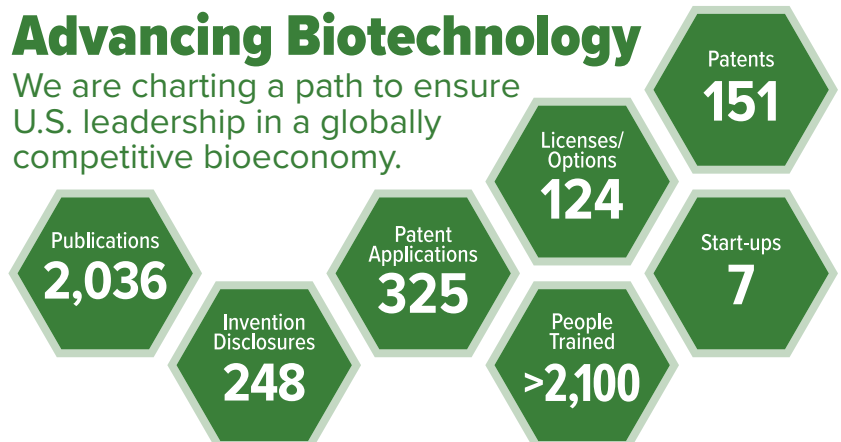 Advancing Biotechnology
We are charting a path to ensure
U.S. leadership in a globally
competitive bioeconomy.
Patents
151
Licenses/
Options
124
Publications
2,036
Patent
Applications
325
Start-ups
7
Invention
Disclosures
248
People
Trained
>2,100